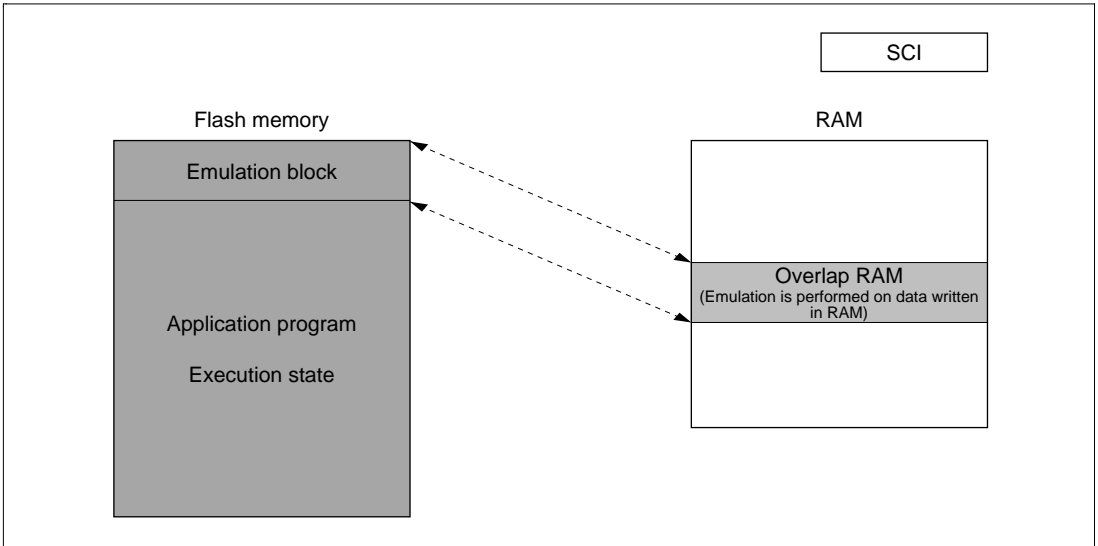 SCI
Flash memory
RAM
Emulation block
Overlap RAM
(Emulation is performed on data written
in RAM)
Application program
Execution state